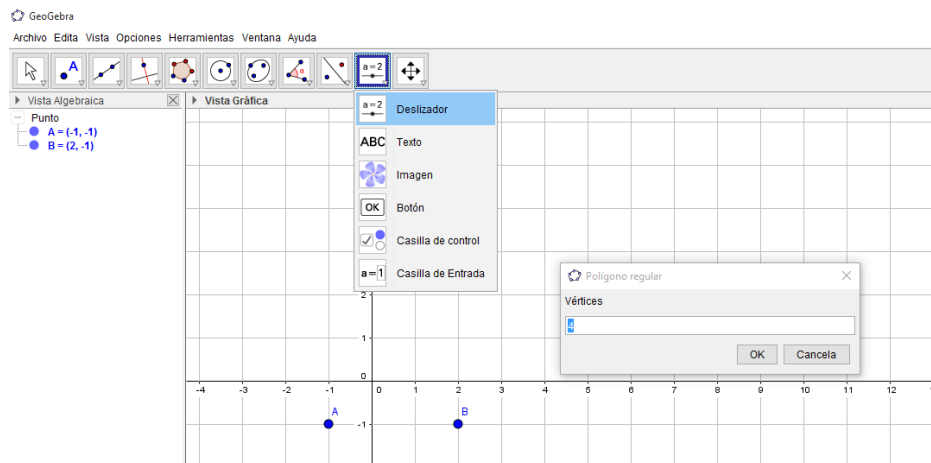 GeoGebra
Archivo Edita Vista Opciones Herramientas Ventana Ayuda
A
α
a=2
Vista Algebraica
Vista Gráfica
Punto
A = (-1, -1)
B = (2, -1)
a=2 Deslizador
ABC Texto
Imagen
OK Botón
Casilla de control
a=1 Casilla de Entrada
Polígono regular
Vértices
4
OK Cancela
2
1
0
-4 -3 -2 -1 0 1 2 3 4 5 6 7 8 9 10 11 12
A B
-1